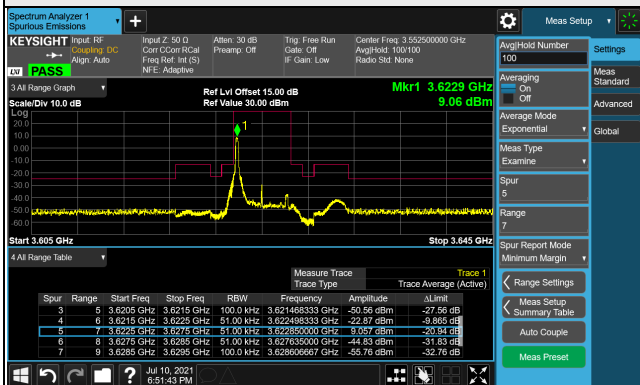 Spectrum Analyzer 1
Spurious Emissions
Meas Setup
KEYSIGHT
Input: RF
Coupling: DC
Align: Auto
Input Z: 50 Ω
Corr CCorr RCal
Freq Ref: Int (S)
NFE: Adaptive
Atten: 30 dB
Preamp: Off
Trig: Free Run
Gate: Off
IF Gain: Low
Center Freq: 3.552500000 GHz
Avg|Hold: 100/100
Radio Std: None
LXI PASS
3 All Range Graph
Scale/Div 10.0 dB
Ref Lvl Offset 15.00 dB
Ref Value 30.00 dBm
Mkr1 3.6229 GHz
9.06 dBm
Log
20.0
10.0
0.00
-10.0
-20.0
-30.0
-40.0
-50.0
-60.0
1
Start 3.605 GHz
Stop 3.645 GHz
4 All Range Table
Measure Trace Trace 1
Trace Type Trace Average (Active)
Spur Range Start Freq Stop Freq RBW Frequency Amplitude ΔLimit
3 5 3.6205 GHz 3.6215 GHz 100.0 kHz 3.621468333 GHz -50.56 dBm -27.56 dB
4 6 3.6215 GHz 3.6225 GHz 51.00 kHz 3.622498333 GHz -22.87 dBm -9.865 dB
5 7 3.6225 GHz 3.6275 GHz 51.00 kHz 3.622850000 GHz 9.057 dBm -20.94 dB
6 8 3.6275 GHz 3.6285 GHz 51.00 kHz 3.627635000 GHz -44.83 dBm -31.83 dB
7 9 3.6285 GHz 3.6295 GHz 100.0 kHz 3.628606667 GHz -55.76 dBm -32.76 dB
Avg|Hold Number
100
Averaging
On
Off
Average Mode
Exponential
Meas Type
Examine
Spur
5
Range
7
Spur Report Mode
Minimum Margin
Range Settings
Meas Setup
Summary Table
Auto Couple
Meas Preset
Settings
Meas
Standard
Advanced
Global
Jul 10, 2021
6:51:43 PM